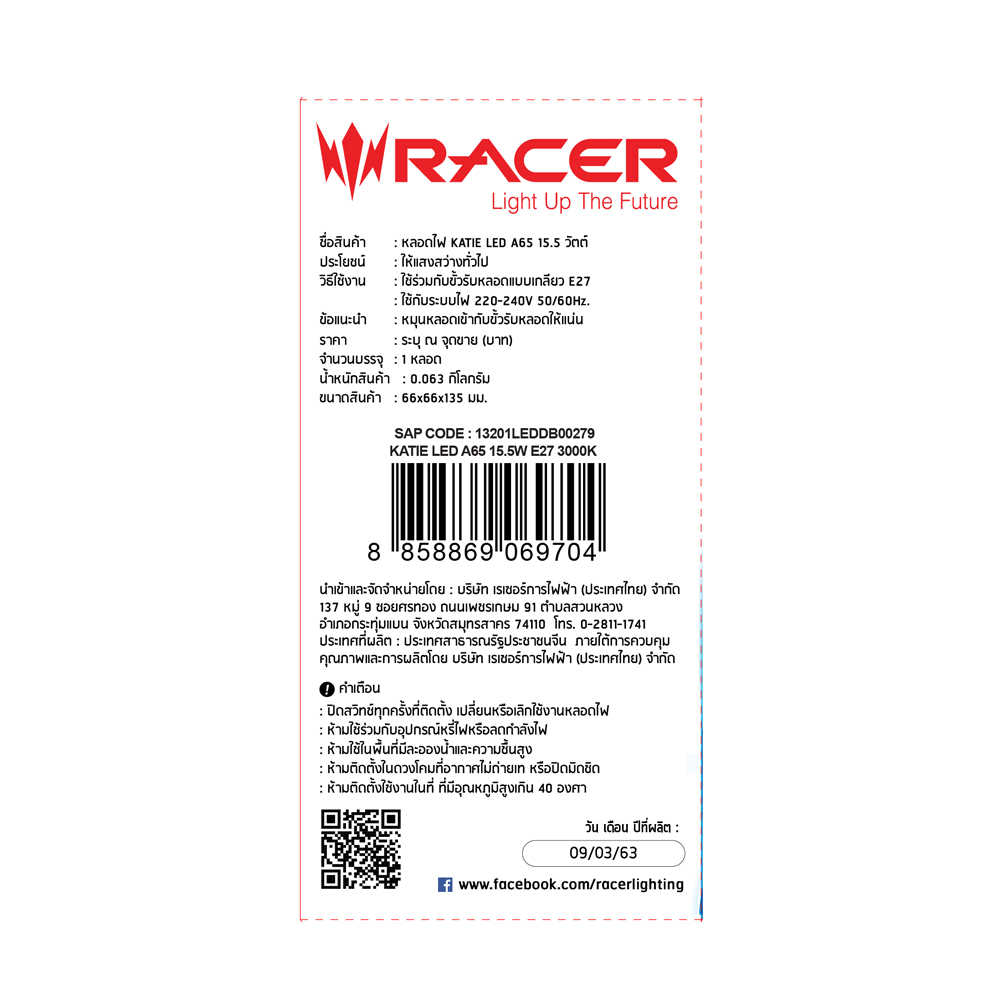 RACER
Light Up The Future
ชื่อสินค้า : หลอดไฟ KATIE LED A65 15.5 วัตต์
ประโยชน์ : ให้แสงสว่างทั่วไป
วิธีใช้งาน : ใช้ร่วมกับขั้วรับหลอดแบบเกลียว E27
: ใช้กับระบบไฟ 220-240V 50/60Hz.
ข้อแนะนำ : หมุนหลอดเข้ากับขั้วรับหลอดให้แน่น
ราคา : ระบุ ณ จุดขาย (บาท)
จำนวนบรรจุ : 1 หลอด
น้ำหนักสินค้า : 0.063 กิโลกรัม
ขนาดสินค้า : 66x66x135 มม.
SAP CODE : 13201LEDDB00279
KATIE LED A65 15.5W E27 3000K
8 858869 069704
นำเข้าและจัดจำหน่ายโดย : บริษัท เรเซอร์การไฟฟ้า (ประเทศไทย) จำกัด
137 หมู่ 9 ซอยศรทอง ถนนเพชรเกษม 91 ตำบลสวนหลวง
อำเภอกระทุ่มแบน จังหวัดสมุทรสาคร 74110 โทร. 0-2811-1741
ประเทศที่ผลิต : ประเทศสาธารณรัฐประชาชนจีน ภายใต้การควบคุม
คุณภาพและการผลิตโดย บริษัท เรเซอร์การไฟฟ้า (ประเทศไทย) จำกัด
! คำเตือน
: ปิดสวิทช์ทุกครั้งที่ติดตั้ง เปลี่ยนหรือเลิกใช้งานหลอดไฟ
: ห้ามใช้ร่วมกับอุปกรณ์หรี่ไฟหรือลดกำลังไฟ
: ห้ามใช้ในพื้นที่มีละอองน้ำและความชื้นสูง
: ห้ามติดตั้งในดวงโคมที่อากาศไม่ถ่ายเท หรือปิดมิดชิด
: ห้ามติดตั้งใช้งานในที่ ที่มีอุณหภูมิสูงเกิน 40 องศา
วัน เดือน ปีที่ผลิต :
09/03/63
www.facebook.com/racerlighting